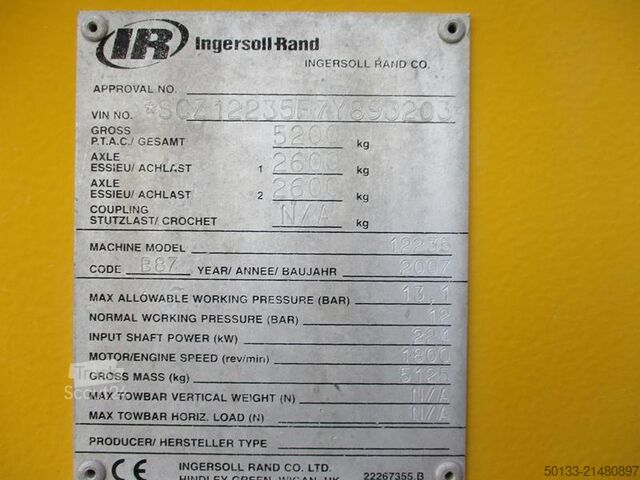 IR Ingersoll-Rand
INGERSOLL RAND CO.
APPROVAL NO.
VIN NO. *SCZ12235F7Y893203*
GROSS
P.T.A.C./ GESAMT 5200 kg
AXLE
ESSIEU/ ACHLAST 1 2600 kg
AXLE
ESSIEU/ ACHLAST 2 2600 kg
COUPLING
STUTZLAST/ CROCHET N/A kg
MACHINE MODEL 12235
CODE B87 YEAR/ ANNEE/ BAUJAHR 2007
MAX ALLOWABLE WORKING PRESSURE (BAR) 13,1
NORMAL WORKING PRESSURE (BAR) 12
INPUT SHAFT POWER (kW) 224
MOTOR/ENGINE SPEED (rev/min) 1800
GROSS MASS (kg) 5125
MAX TOWBAR VERTICAL WEIGHT (N) N/A
MAX TOWBAR HORIZ. LOAD (N) N/A
PRODUCER/ HERSTELLER TYPE
CE INGERSOLL RAND CO. LTD.
HINDLEY GREEN, WIGAN, UK 22267355 B
Truck
Scout24
50133-21480897